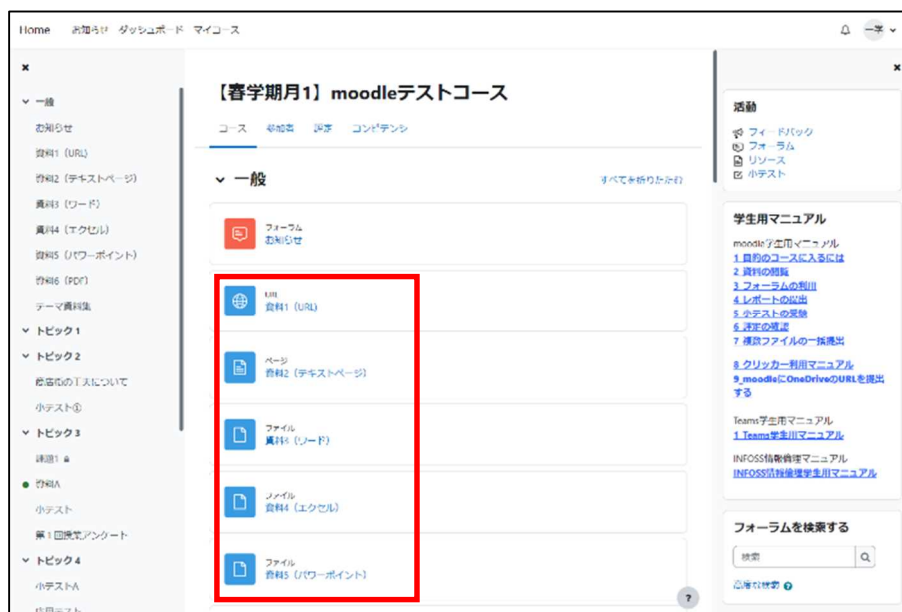 Home お知らせ ダッシュボード マイコース
一般
お知らせ
資料1（URL）
資料2（テキストページ）
資料3（ワード）
資料4（エクセル）
資料5（パワーポイント）
資料6（PDF）
テーマ資料集
トピック1
トピック2
商店街の工夫について
小テスト①
トピック3
課題1
資料A
小テスト
第1回授業アンケート
トピック4
小テストA
【春学期月1】moodleテストコース
コース 参加者 評定 コンピテンシ
一般
すべてを折りたたむ
フォーラム
お知らせ
URL
資料1（URL）
ページ
資料2（テキストページ）
ファイル
資料3（ワード）
ファイル
資料4（エクセル）
ファイル
資料5（パワーポイント）
活動
フィードバック
フォーラム
リソース
小テスト
学生用マニュアル
moodle学生用マニュアル
1 目的のコースに入るには
2 資料の閲覧
3 フォーラムの利用
4 レポートの提出
5 小テストの受験
6 評定の確認
7 複数ファイルの一括提出
8 クリッカー利用マニュアル
9_moodleにOneDriveのURLを提出
する
Teams学生用マニュアル
1 Teams学生用マニュアル
INFOSS情報倫理マニュアル
INFOSS情報倫理学生用マニュアル
フォーラムを検索する
検索
高度な検索
?